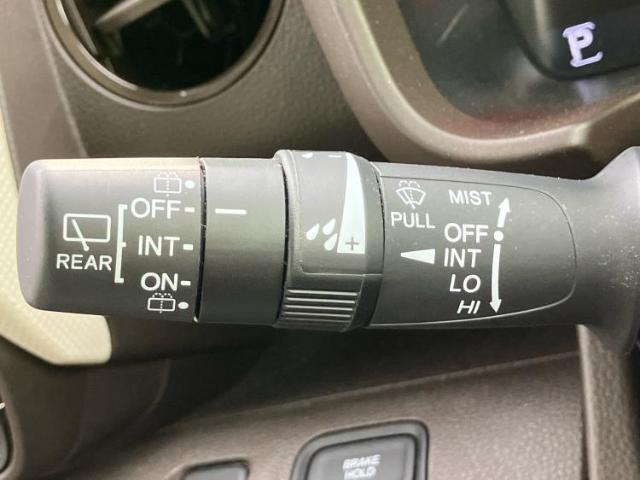 P
OFF
INT
ON
REAR
- +
PULL
MIST
OFF
INT
LO
HI
BRAKE
HOLD